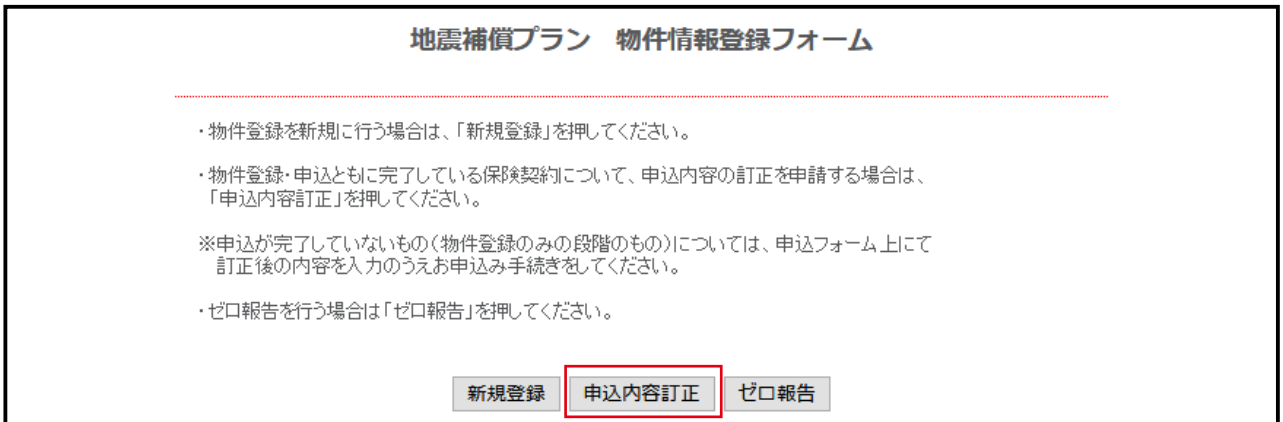 地震補償プラン　物件情報登録フォーム
・物件登録を新規に行う場合は、「新規登録」を押してください。
・物件登録・申込ともに完了している保険契約について、申込内容の訂正を申請する場合は、
「申込内容訂正」を押してください。
※申込が完了していないもの（物件登録のみの段階のもの）については、申込フォーム上にて
訂正後の内容を入力のうえお申込み手続きをしてください。
・ゼロ報告を行う場合は「ゼロ報告」を押してください。
新規登録　申込内容訂正　ゼロ報告